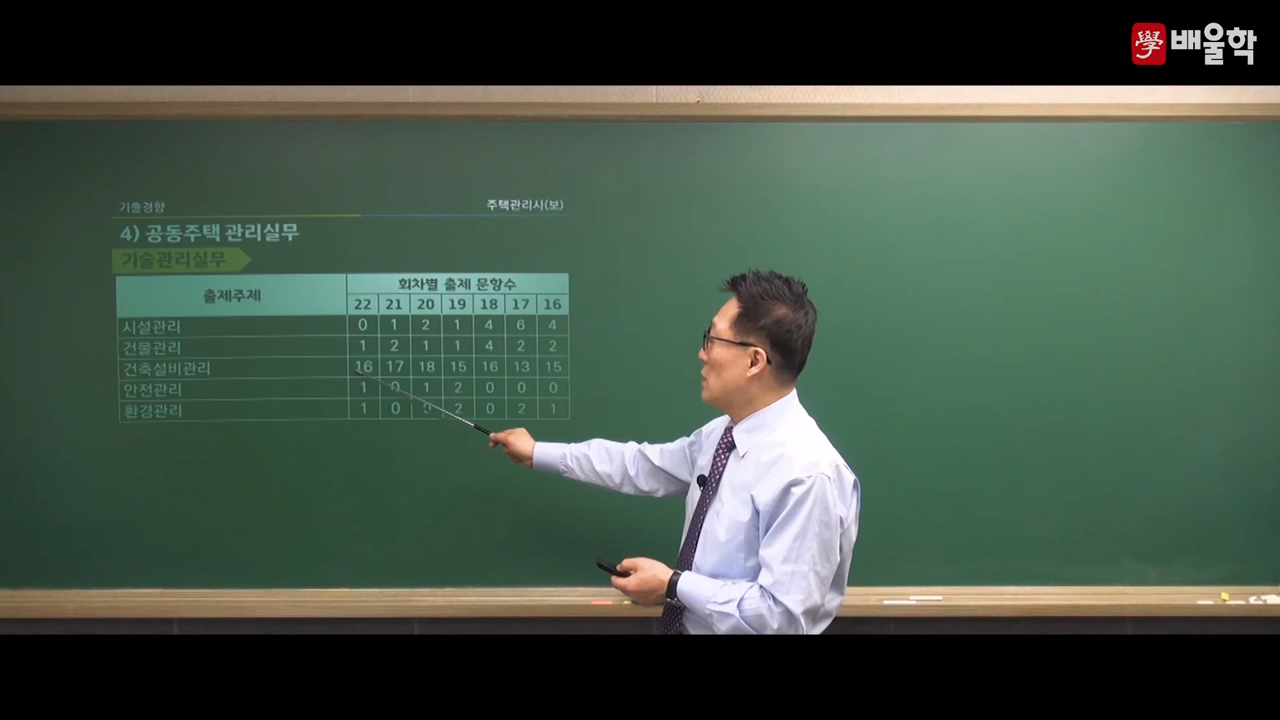 學 배울학
기출경향 주택관리사(보)
4) 공동주택 관리실무
기술관리실무
출제주제 회차별 출제 문항수
22 21 20 19 18 17 16
시설관리 0 1 2 1 4 6 4
건물관리 1 2 1 1 4 2 2
건축설비관리 16 17 18 15 16 13 15
안전관리 1 0 1 2 0 0 0
환경관리 1 0 0 2 0 2 1